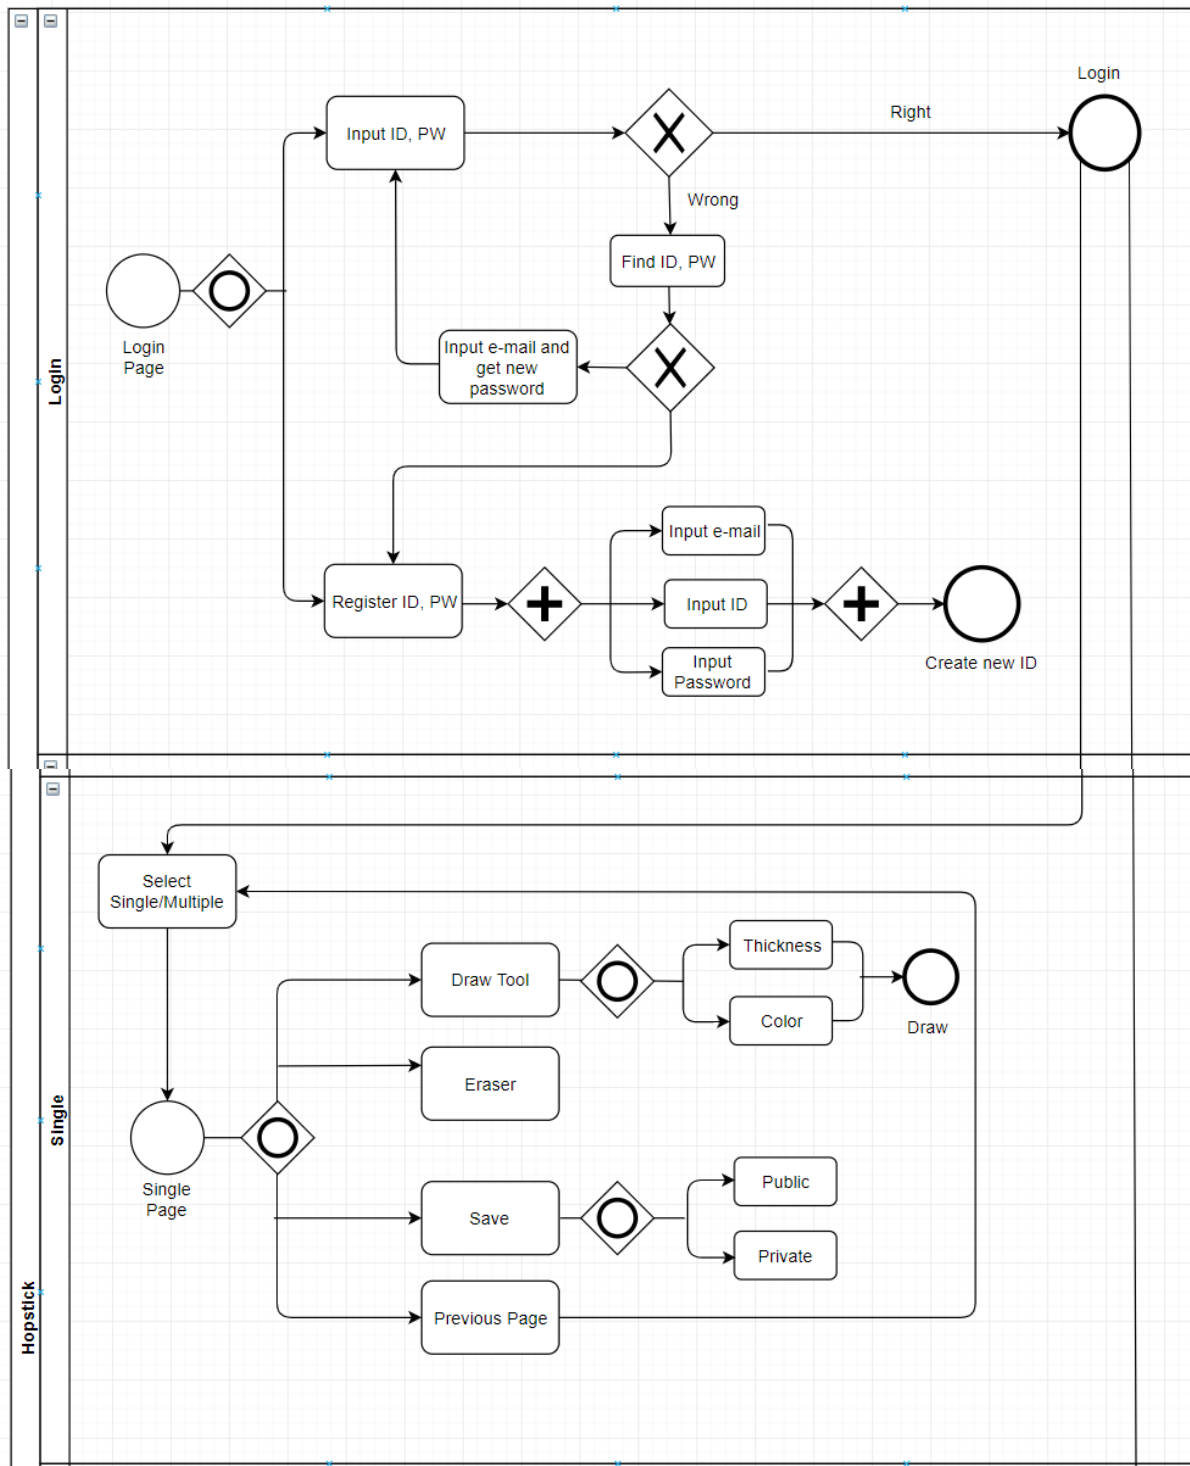 Login
Input ID, PW
Right
Wrong
Find ID, PW
Login
Page
Input e-mail and
get new
password
Login
Input e-mail
Register ID, PW
Input ID
Input
Password
Create new ID
Select
Single/Multiple
Thickness
Draw Tool
Color
Draw
Eraser
Single
Single
Page
Public
Save
Private
Previous Page
Hopstick